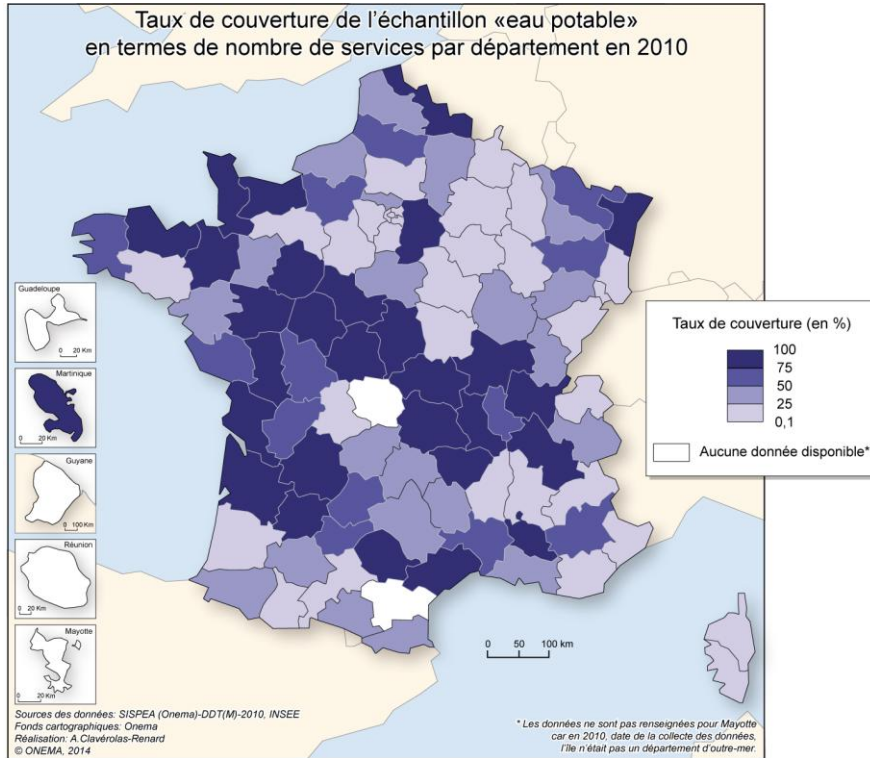 Taux de couverture de l'échantillon «eau potable»
en termes de nombre de services par département en 2010
Guadeloupe
0 20 Km
Martinique
0 20 Km
Guyane
0 100 Km
Réunion
0 20 Km
Mayotte
0 20 Km
Taux de couverture (en %)
100
75
50
25
0,1
Aucune donnée disponible*
0 50 100 km
Sources des données: SISPEA (Onema)-DDT(M)-2010, INSEE
Fonds cartographiques: Onema
Réalisation: A.Clavérolas-Renard
© ONEMA, 2014
* Les données ne sont pas renseignées pour Mayotte
car en 2010, date de la collecte des données,
l'île n'était pas un département d'outre-mer.